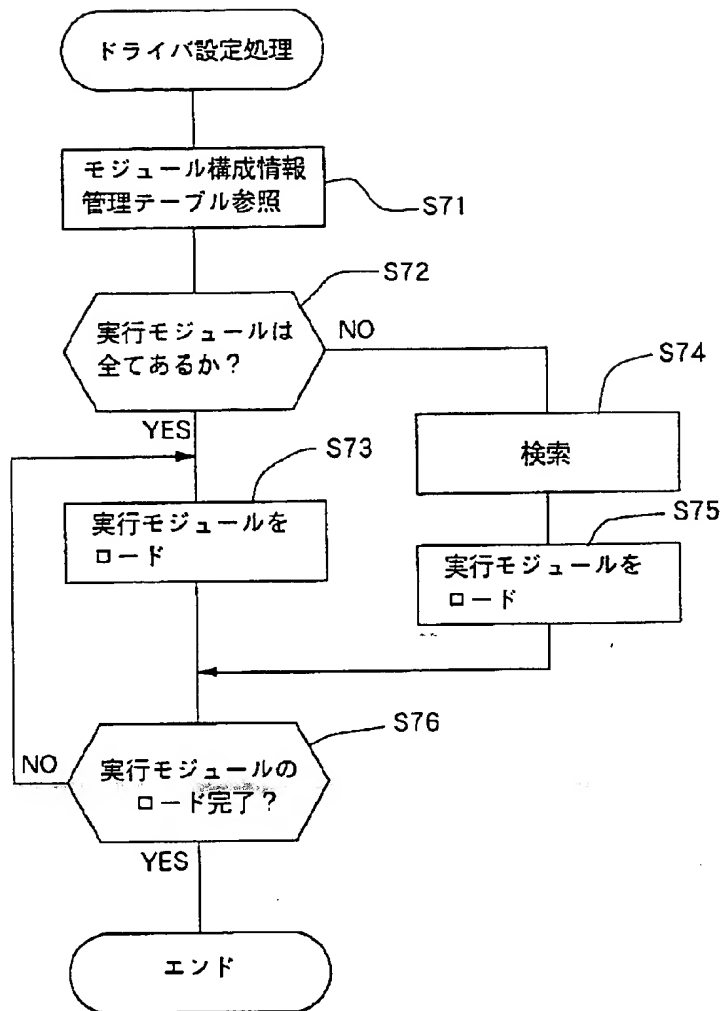 ドライバ設定処理
モジュール構成情報
管理テーブル参照
S71
S72
実行モジュールは
全てあるか？
NO
S74
検索
YES
S73
実行モジュールを
ロード
S75
実行モジュールを
ロード
S76
NO
実行モジュールの
ロード完了？
YES
エンド